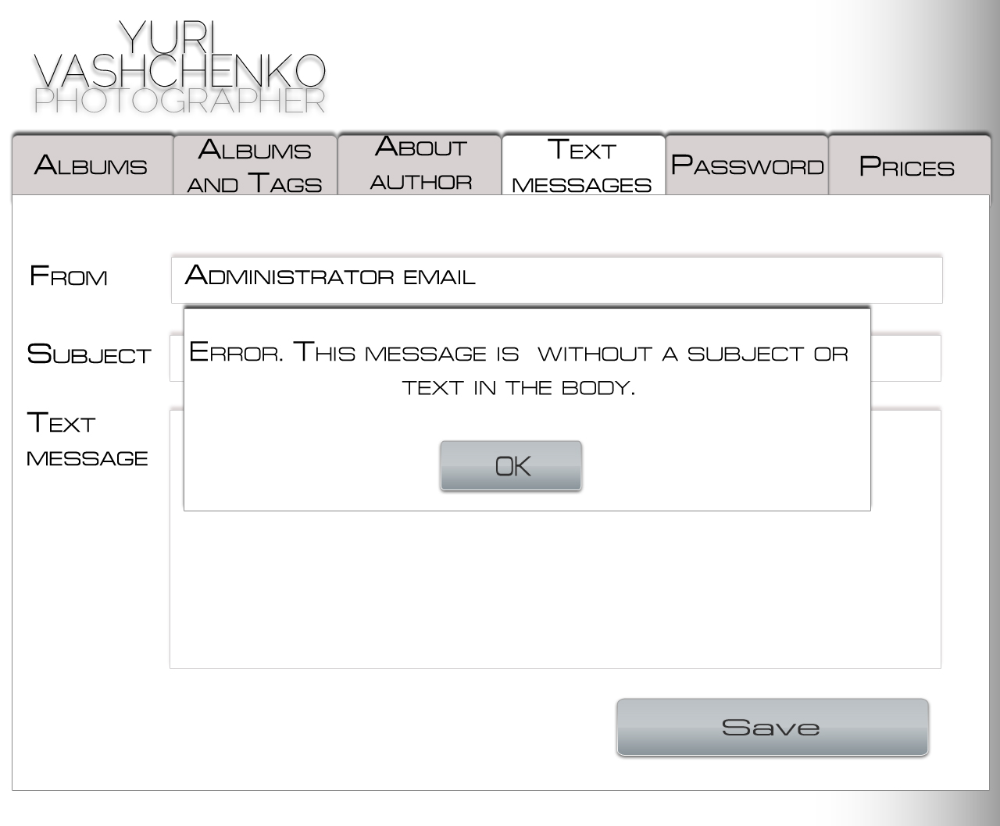 YURI
VASHCHENKO
PHOTOGRAPHER
Albums
Albums
and Tags
About
author
Text
messages
Password
Prices
From
Administrator email
Subject
Error. This message is  without a subject or
text in the body.
Text
message
OK
Save